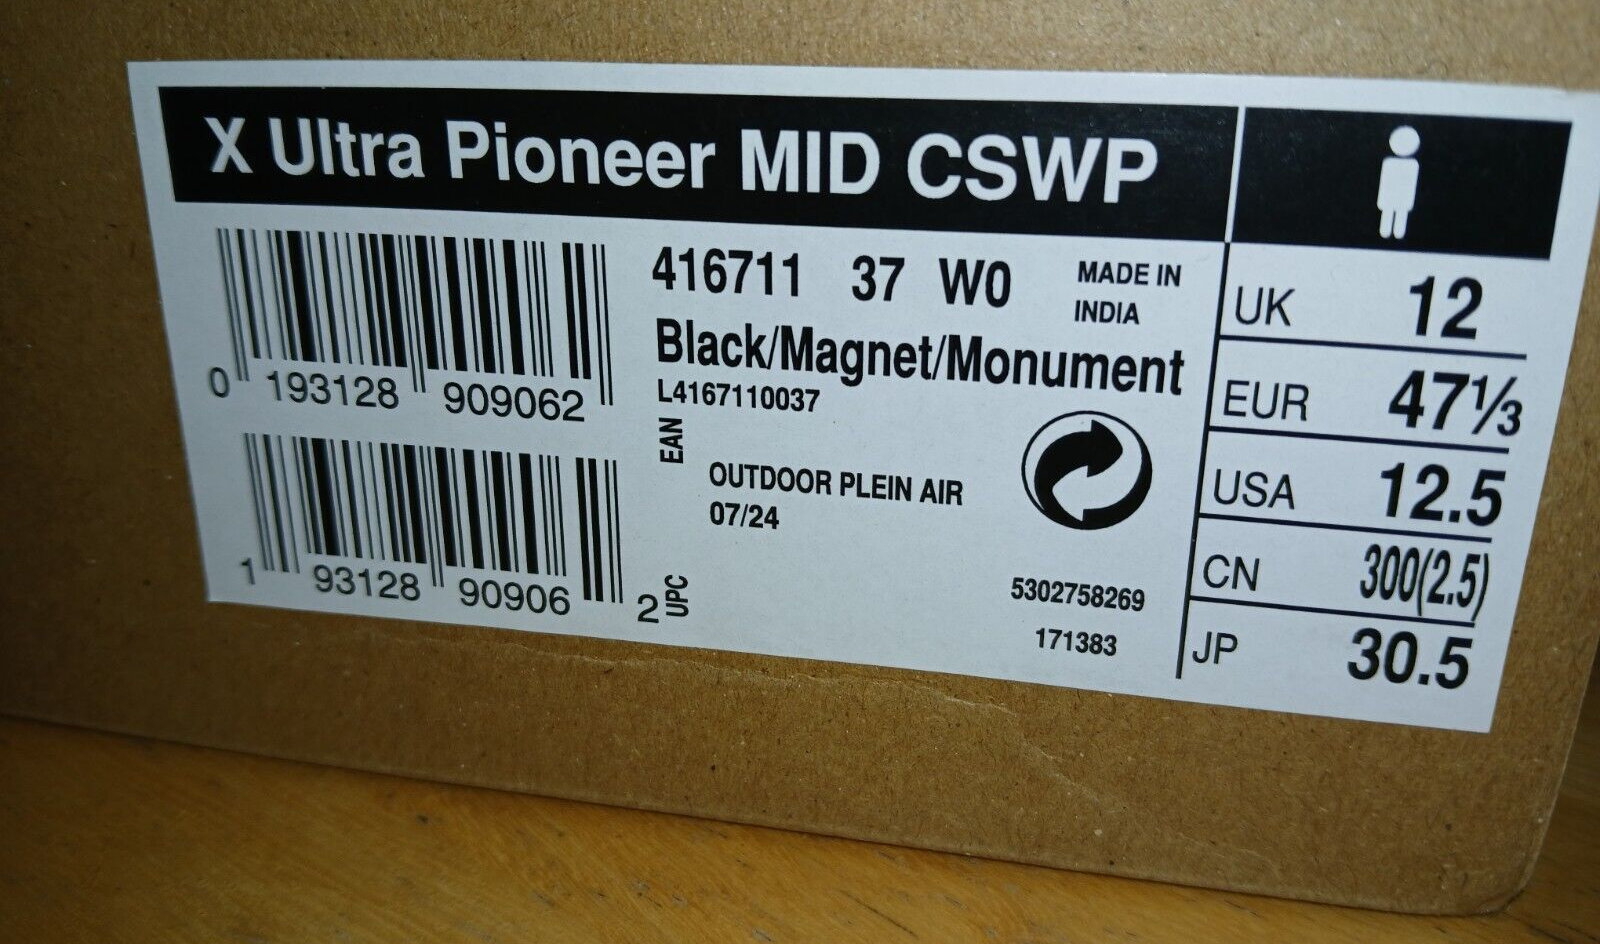 X Ultra Pioneer MID CSWP
0 193128 909062
416711 37 W0
MADE IN
INDIA
Black/Magnet/Monument
L4167110037
EAN
OUTDOOR PLEIN AIR
07/24
1 93128 90906 2
UPC
5302758269
171383
UK 12
EUR 47⅓
USA 12.5
CN 300(2.5)
JP 30.5